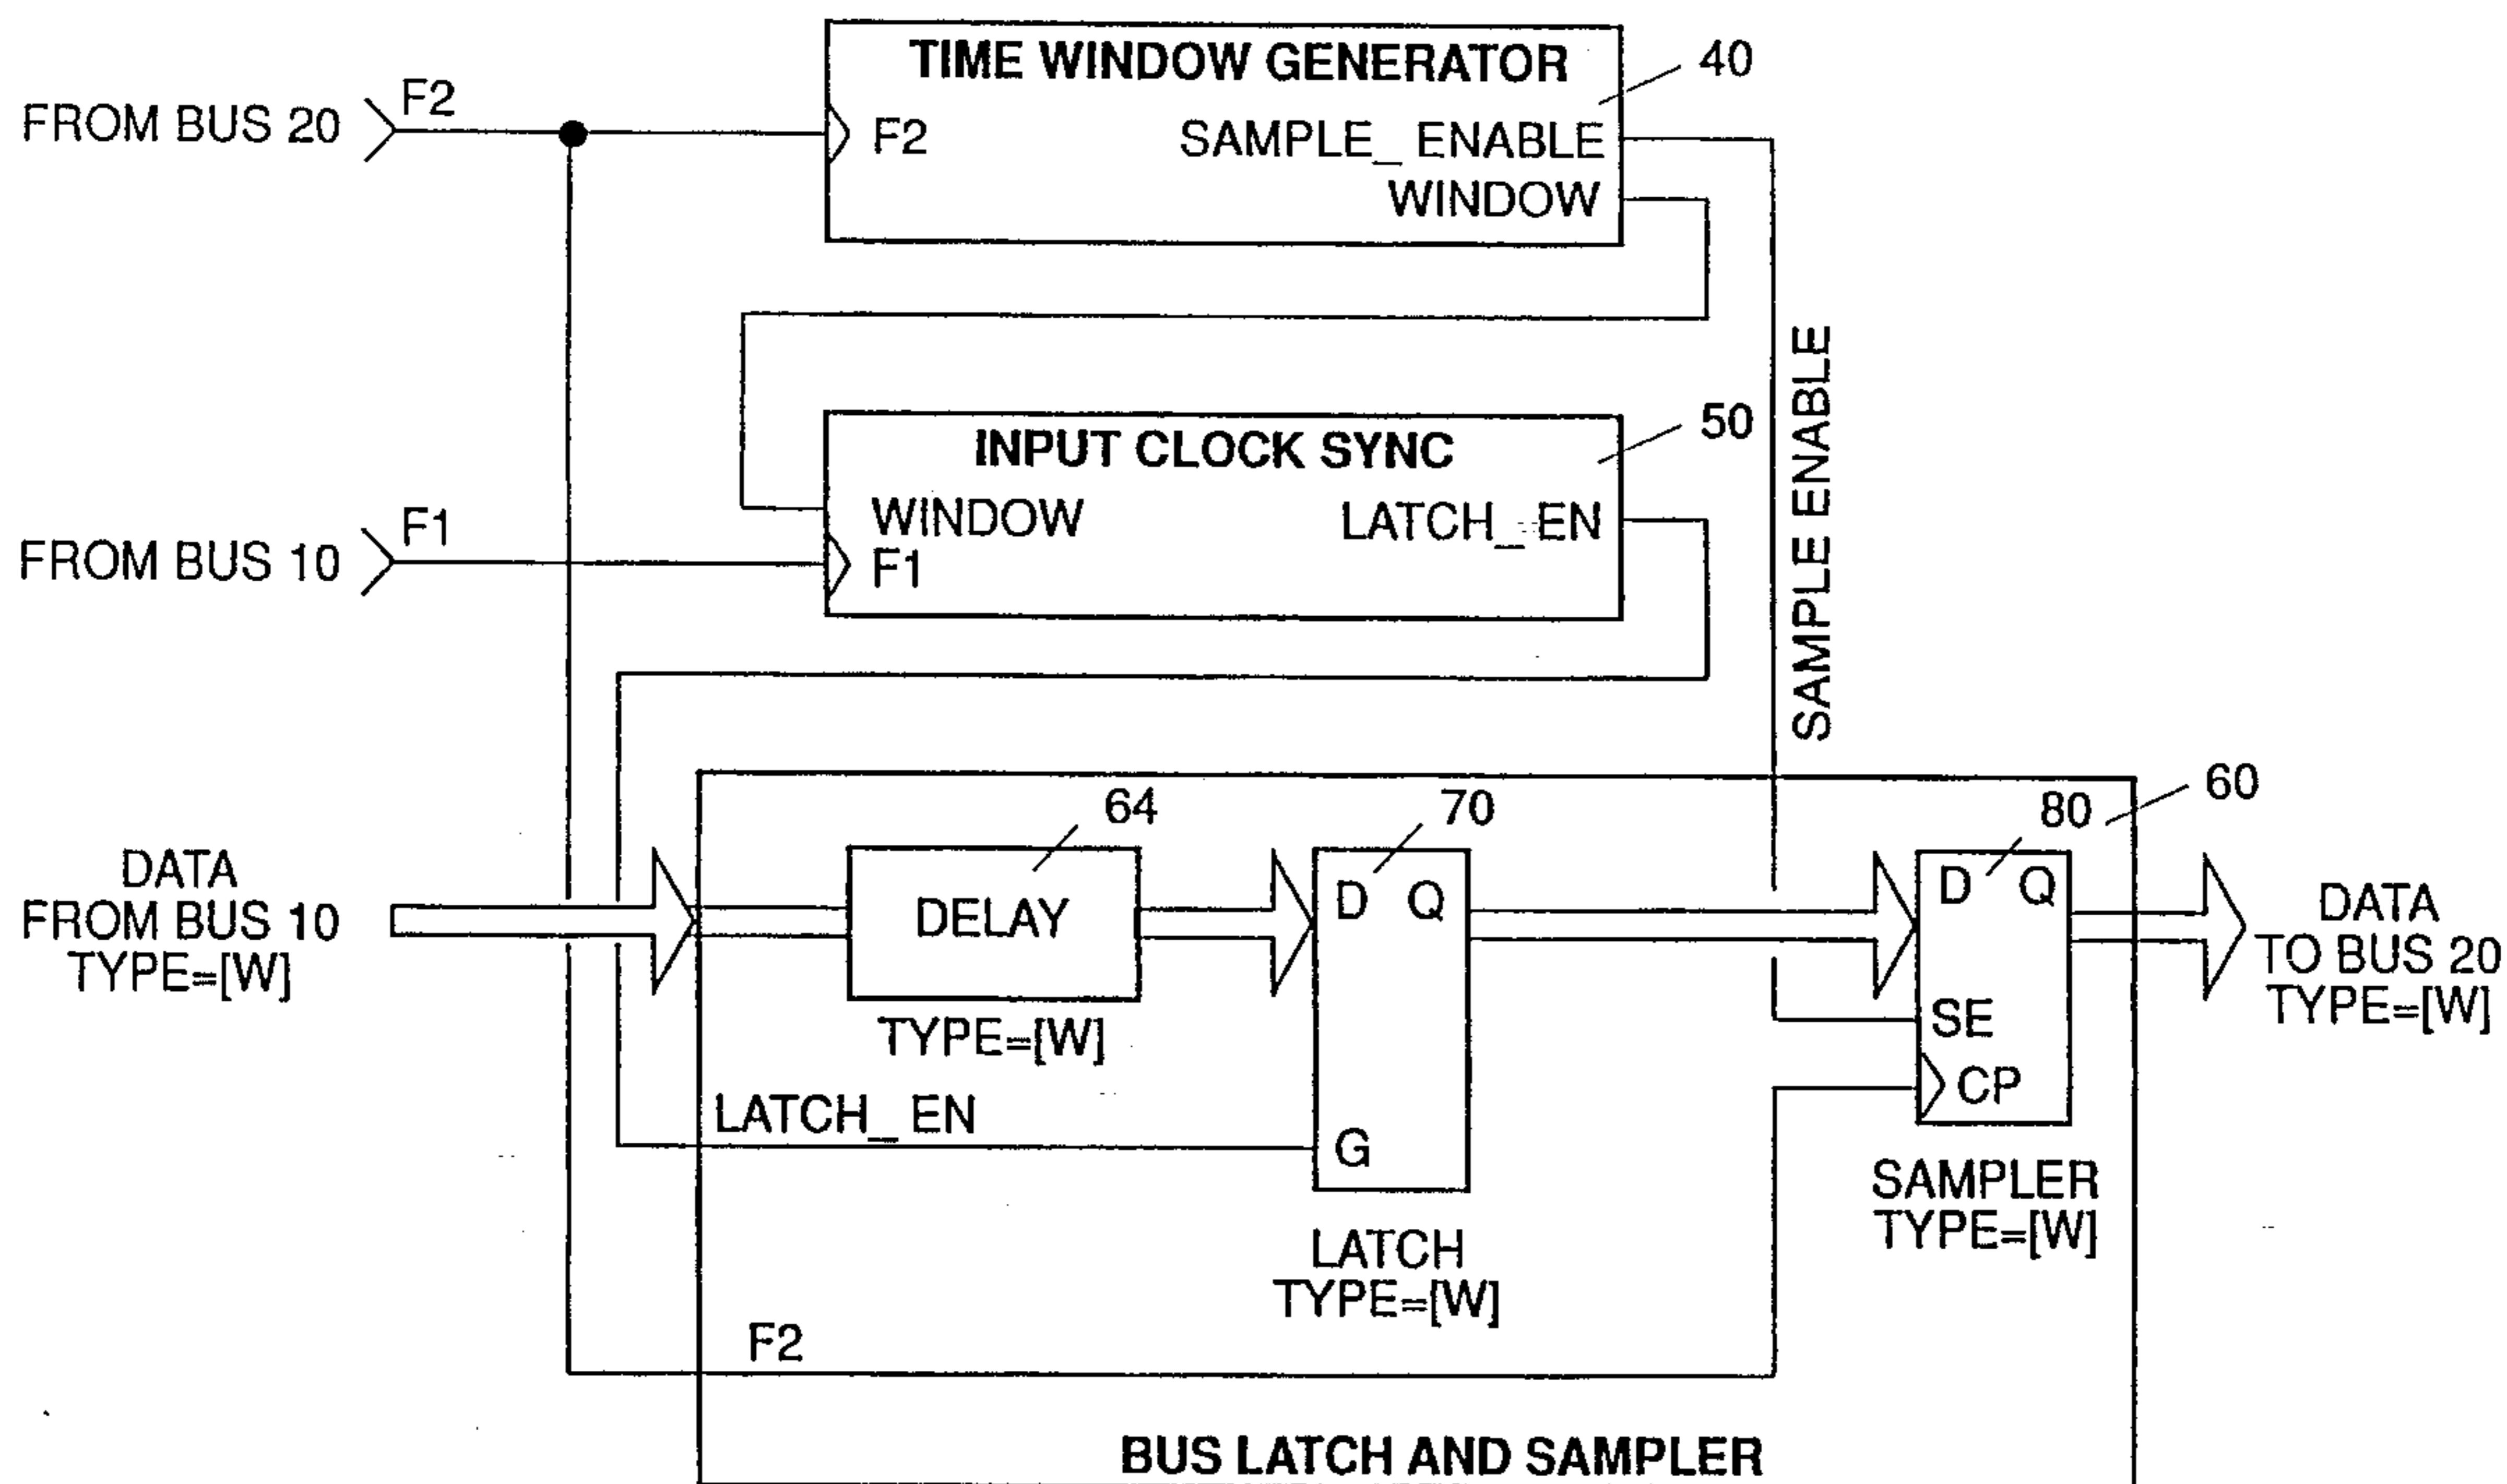 TIME WINDOW GENERATOR
40
FROM BUS 20
F2
F2
SAMPLE_ ENABLE
WINDOW
SAMPLE ENABLE
INPUT CLOCK SYNC
50
WINDOW
LATCH_ EN
FROM BUS 10
F1
F1
60
64
70
80
DATA
FROM BUS 10
TYPE=[W]
DELAY
TYPE=[W]
D Q
G
LATCH
TYPE=[W]
D Q
SE
CP
SAMPLER
TYPE=[W]
DATA
TO BUS 20
TYPE=[W]
LATCH_ EN
F2
BUS LATCH AND SAMPLER